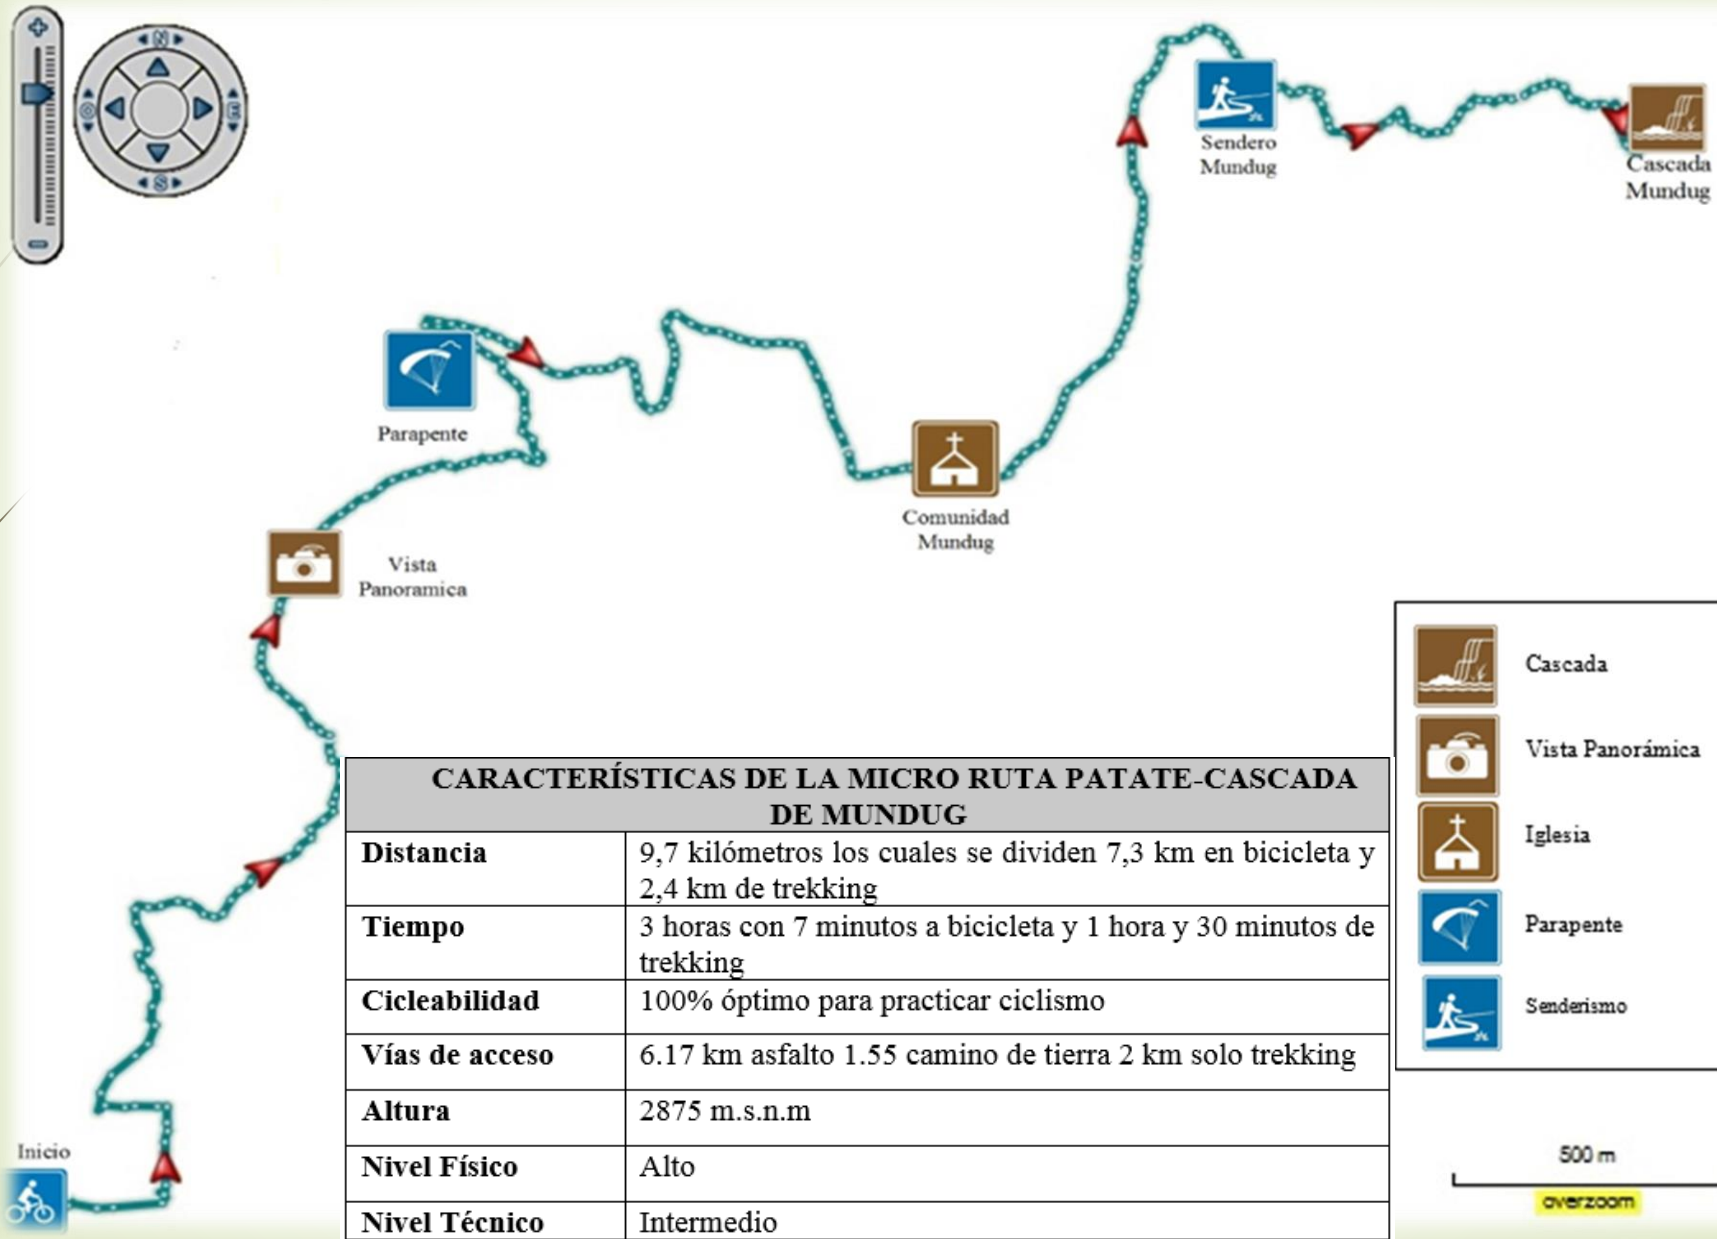 N
O
E
S
Sendero
Mundug
Cascada
Mundug
Parapente
Comunidad
Mundug
Vista
Panoramica
Inicio
CARACTERÍSTICAS DE LA MICRO RUTA PATATE-CASCADA
DE MUNDUG
Distancia
9,7 kilómetros los cuales se dividen 7,3 km en bicicleta y
2,4 km de trekking
Tiempo
3 horas con 7 minutos a bicicleta y 1 hora y 30 minutos de
trekking
Cicleabilidad
100% óptimo para practicar ciclismo
Vías de acceso
6.17 km asfalto 1.55 camino de tierra 2 km solo trekking
Altura
2875 m.s.n.m
Nivel Físico
Alto
Nivel Técnico
Intermedio
Cascada
Vista Panorámica
Iglesia
Parapente
Senderismo
500 m
overzoom